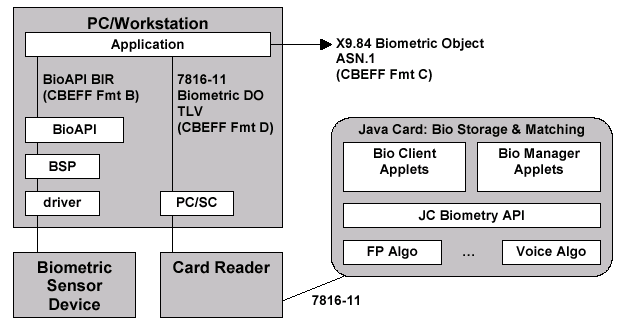 PC/Workstation
Application
X9.84 Biometric Object
ASN.1
(CBEFF Fmt C)
BioAPI BIR
(CBEFF Fmt B)
7816-11
Biometric DO
TLV
(CBEFF Fmt D)
BioAPI
BSP
driver
PC/SC
Biometric
Sensor
Device
Card Reader
7816-11
Java Card: Bio Storage & Matching
Bio Client
Applets
Bio Manager
Applets
JC Biometry API
FP Algo
...
Voice Algo